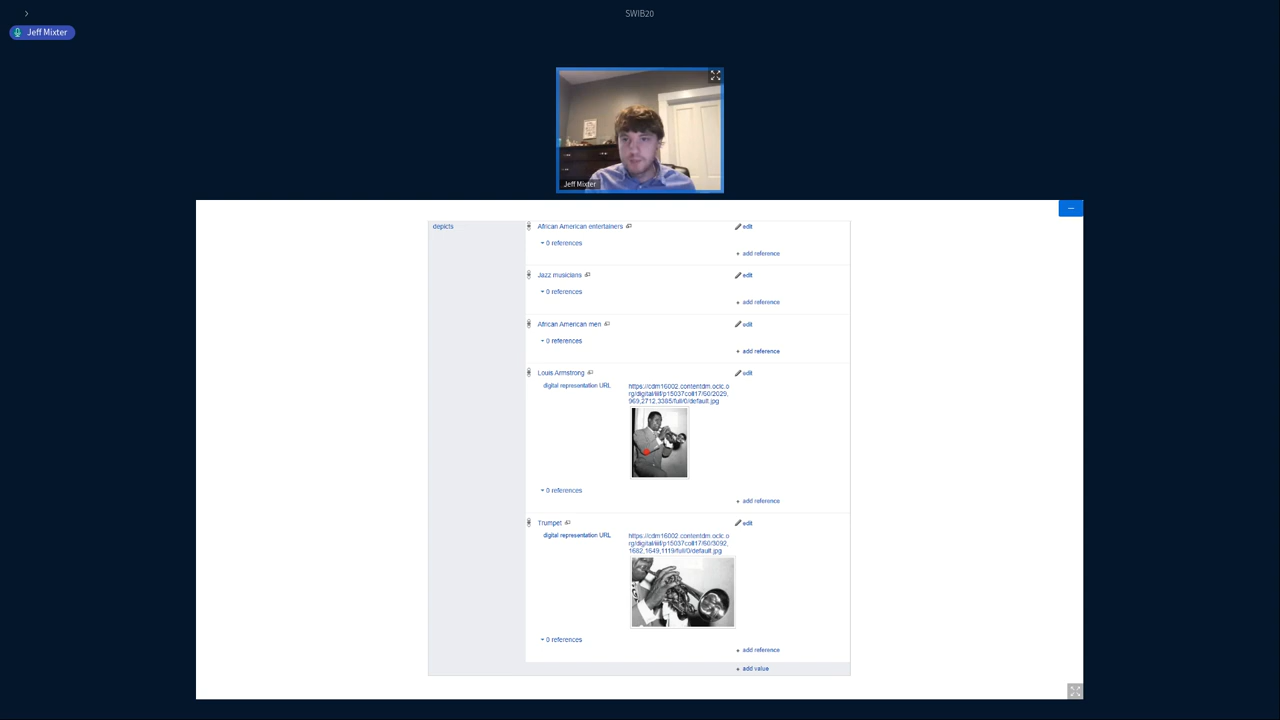 SWIB20
Jeff Mixter
Jeff Mixter
depicts
African American entertainers
edit
0 references
+ add reference
Jazz musicians
edit
0 references
+ add reference
African American men
edit
0 references
+ add reference
Louis Armstrong
edit
digital representation URL
https://cdm16002.contentdm.oclc.o
rg/digital/iiif/p15037coll17/60/2029,
969,2712,3385/full/0/default.jpg
0 references
+ add reference
Trumpet
edit
digital representation URL
https://cdm16002.contentdm.oclc.o
rg/digital/iiif/p15037coll17/60/3092,
1682,1649,1119/full/0/default.jpg
0 references
+ add reference
+ add value